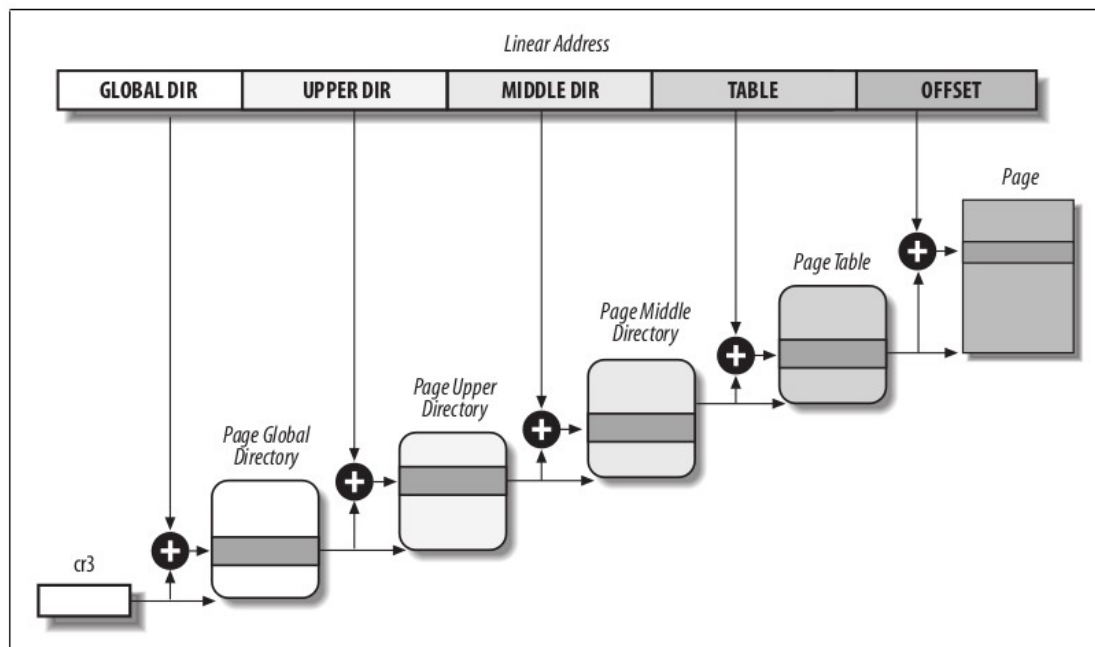 Linear Address
GLOBAL DIR
UPPER DIR
MIDDLE DIR
TABLE
OFFSET
Page
Page Table
Page Middle
Directory
Page Upper
Directory
Page Global
Directory
cr3